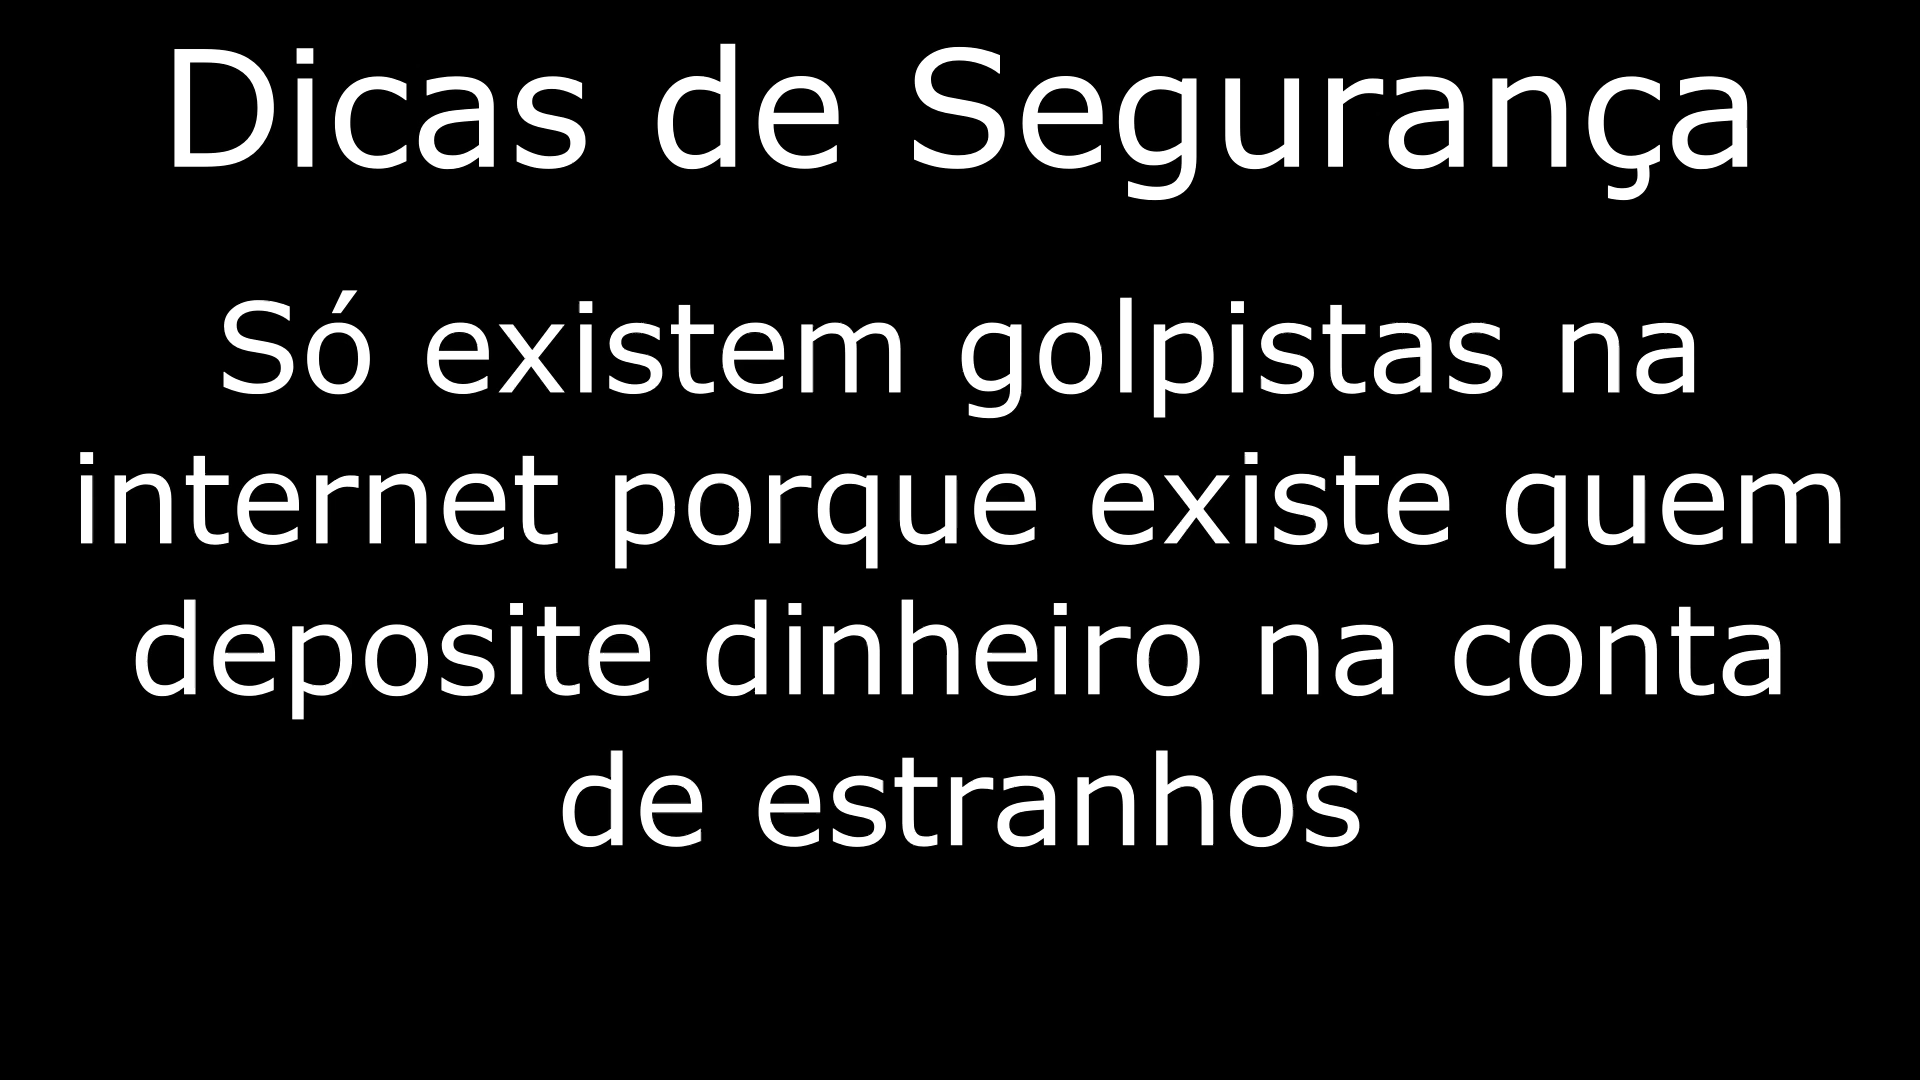 Dicas de Segurança
Só existem golpistas na
internet porque existe quem
deposite dinheiro na conta
de estranhos